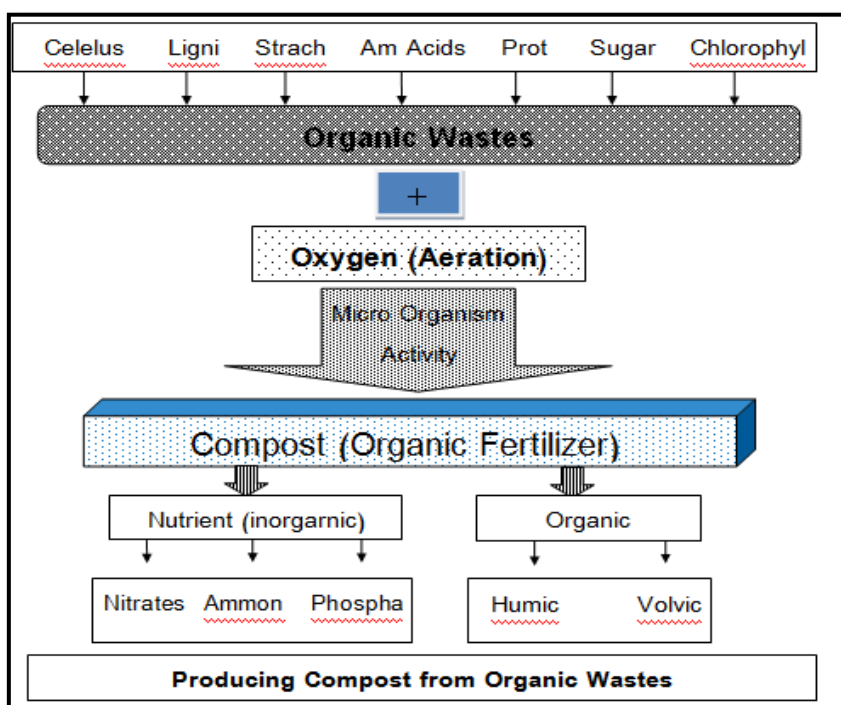 Celelus Ligni Strach Am Acids Prot Sugar Chlorophyl
Organic Wastes
+
Oxygen (Aeration)
Micro Organism
Activity
Compost (Organic Fertilizer)
Nutrient (inorgarnic) Organic
Nitrates Ammon Phospha Humic Volvic
Producing Compost from Organic Wastes